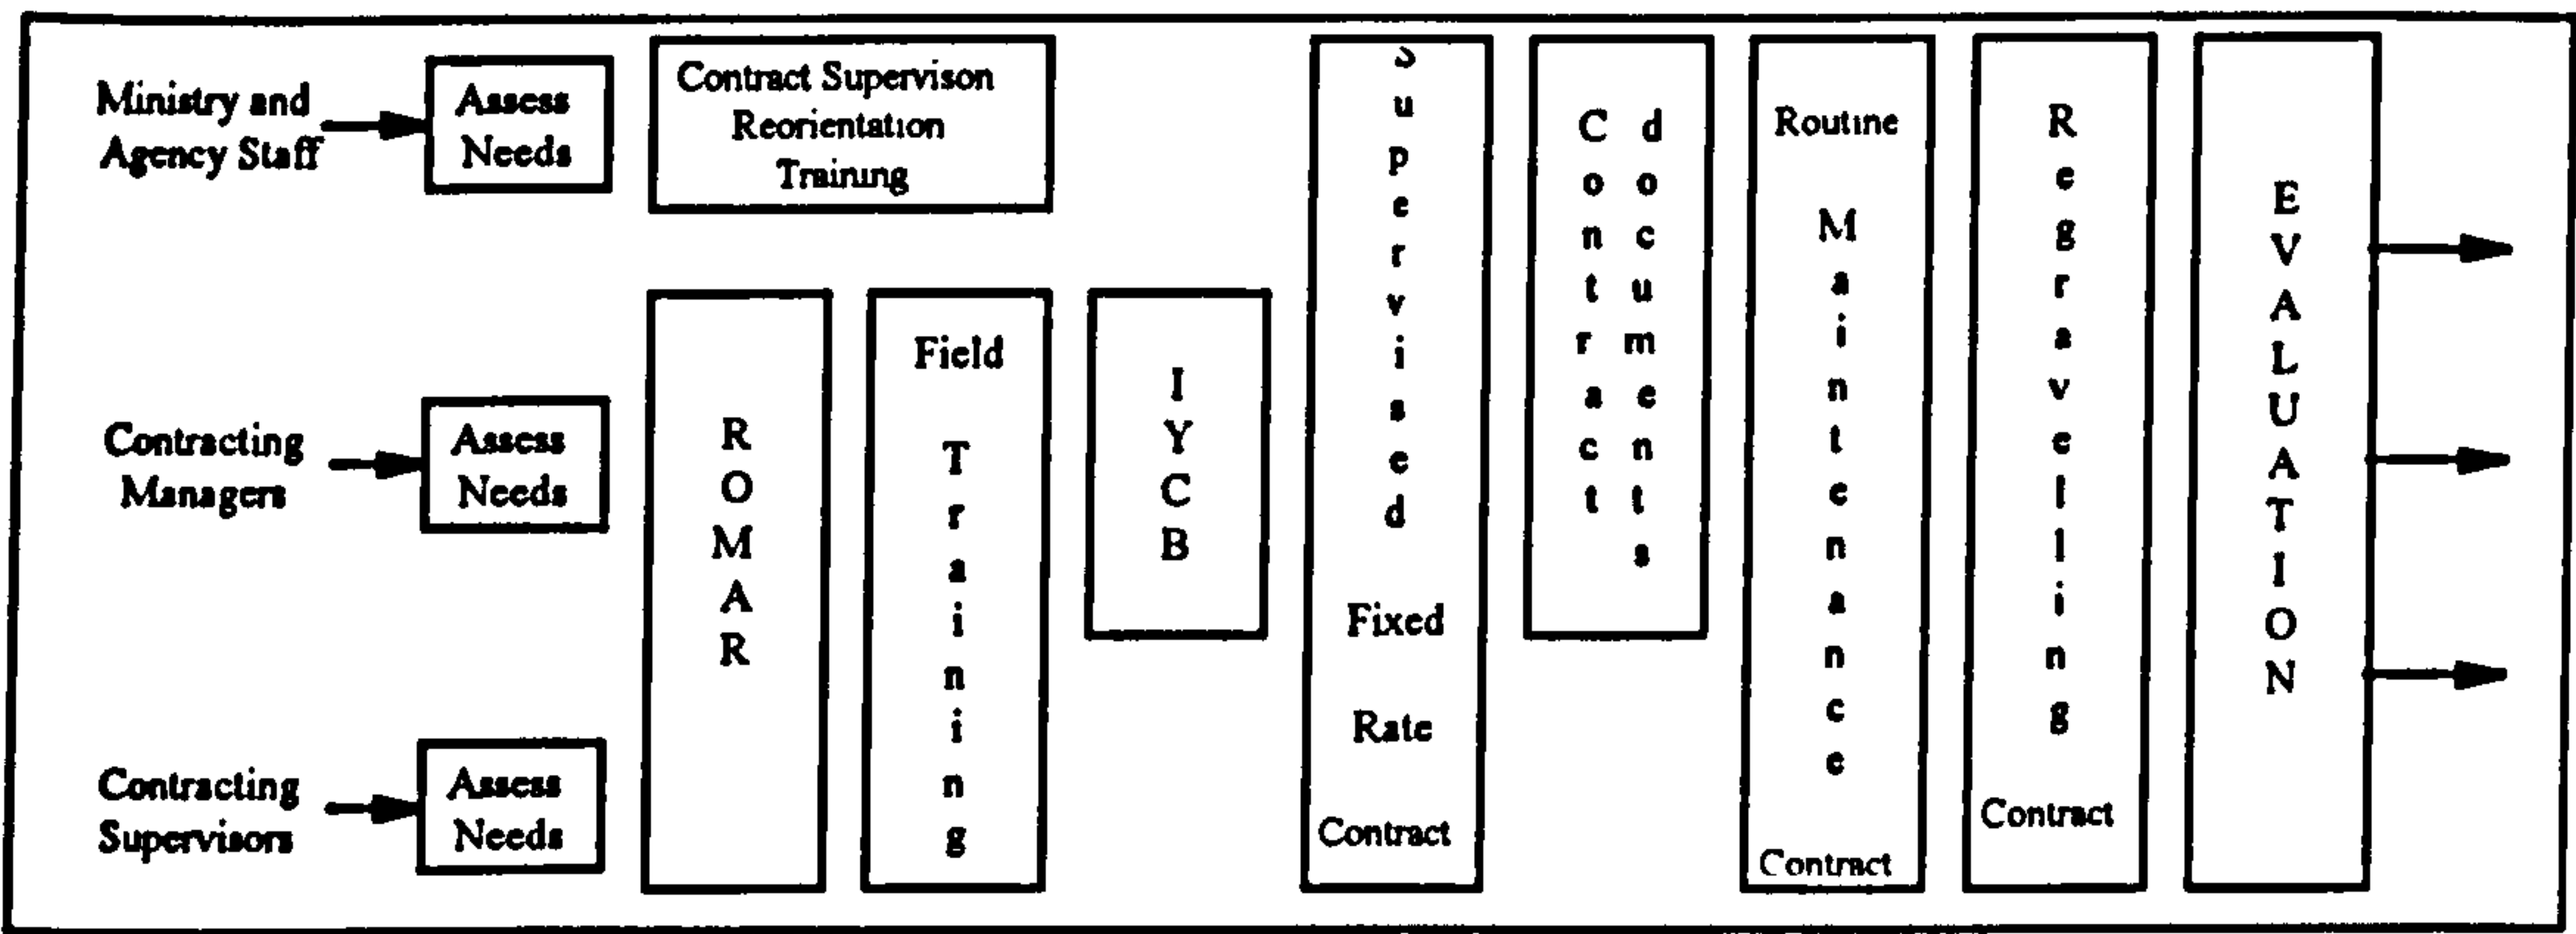 Ministry and
Agency Staff
Assess
Needs
Contract Supervison
Reorientation
Training
Contracting
Managers
Assess
Needs
Contracting
Supervisors
Assess
Needs
ROMAR
Field
Training
IYCB
Supervised
Fixed
Rate
Contract
Contract
documents
Routine
Maintenance
Contract
Regravelling
Contract
EVALUATION